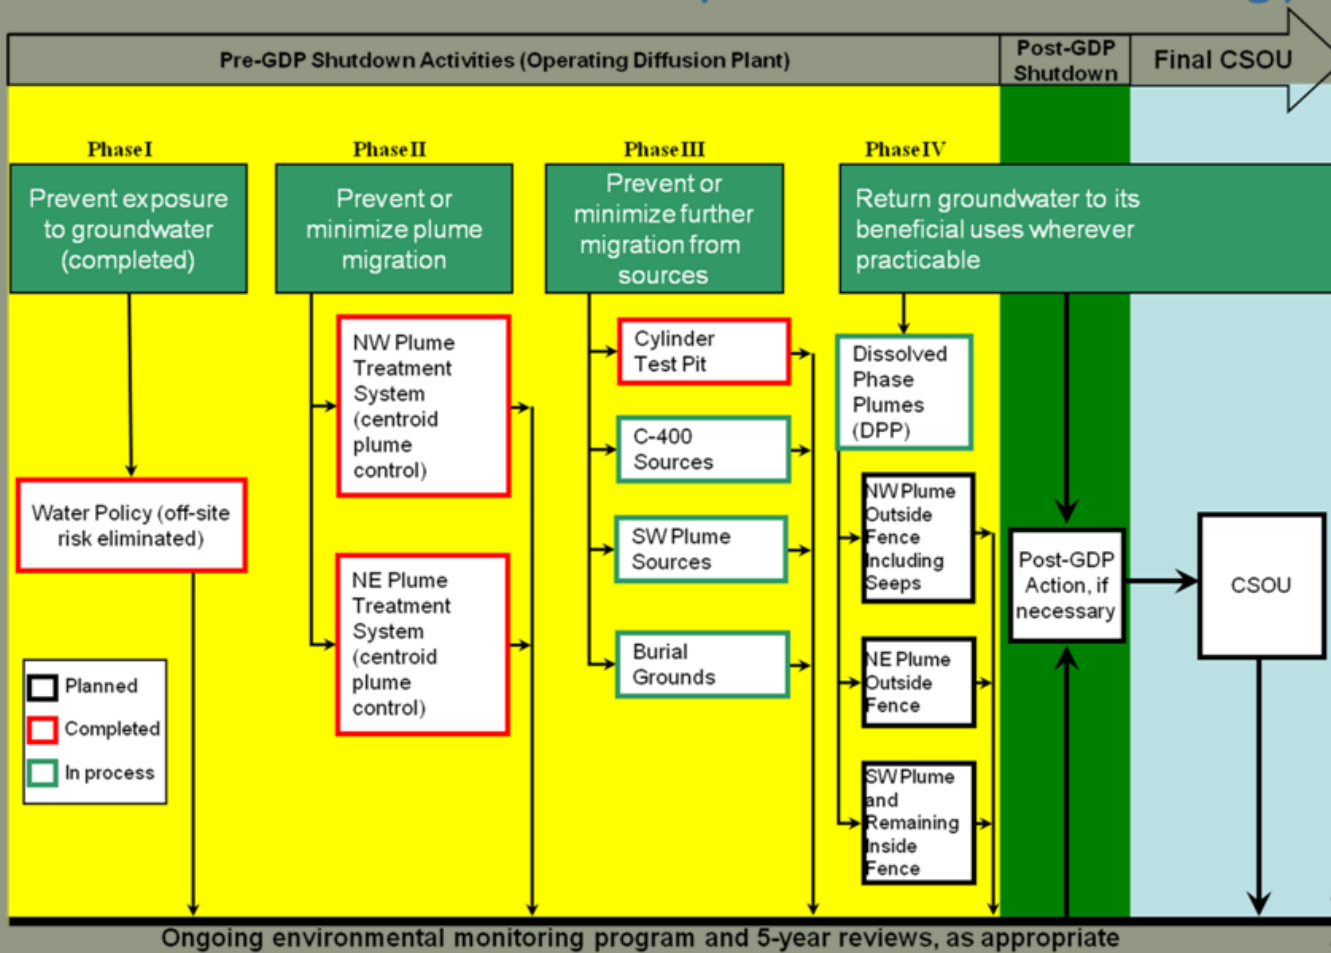 Pre-GDP Shutdown Activities (Operating Diffusion Plant)
Post-GDP
Shutdown
Final CSOU
Phase I
Phase II
Phase III
Phase IV
Prevent exposure
to groundwater
(completed)
Prevent or
minimize plume
migration
Prevent or
minimize further
migration from
sources
Return groundwater to its
beneficial uses wherever
practicable
Water Policy (off-site
risk eliminated)
NW Plume
Treatment
System
(centroid
plume
control)
NE Plume
Treatment
System
(centroid
plume
control)
Cylinder
Test Pit
C-400
Sources
SW Plume
Sources
Burial
Grounds
Dissolved
Phase
Plumes
(DPP)
NW Plume
Outside
Fence
Including
Seeps
NE Plume
Outside
Fence
SW Plume
and
Remaining
Inside
Fence
Post-GDP
Action, if
necessary
CSOU
Planned
Completed
In process
Ongoing environmental monitoring program and 5-year reviews, as appropriate